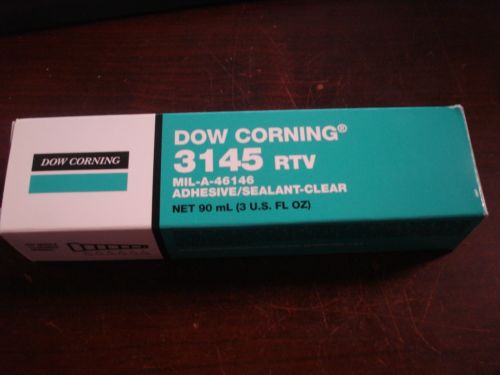 DOW CORNING
DOW CORNING®
3145 RTV
MIL-A-46146
ADHESIVE/SEALANT-CLEAR
NET 90 mL (3 U.S. FL OZ)